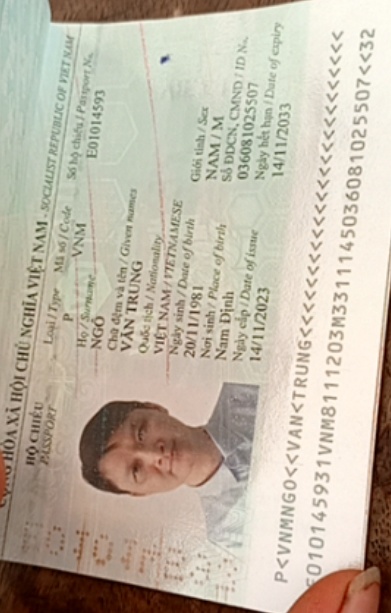 CỘNG HÒA XÃ HỘI CHỦ NGHĨA VIỆT NAM - SOCIALIST REPUBLIC OF VIET NAM
HỘ CHIẾU
PASSPORT
Loại / Type
P
Mã số / Code
VNM
Số hộ chiếu / Passport No.
E01014593
Họ / Surname
NGÔ
Chữ đệm và tên / Given names
VĂN TRUNG
Quốc tịch / Nationality
VIỆT NAM / VIETNAMESE
Ngày sinh / Date of birth
20/11/1981
Giới tính / Sex
NAM / M
Nơi sinh / Place of birth
Nam Định
Số ĐDCN, CMND / ID No.
036081025507
Ngày cấp / Date of issue
14/11/2023
Ngày hết hạn / Date of expiry
14/11/2033
P<VNMNGO<<VAN<TRUNG<<<<<<<<<<<<<<<<<<<<<<<<<
E010145931VNM8111203M3311145036081025507<<32